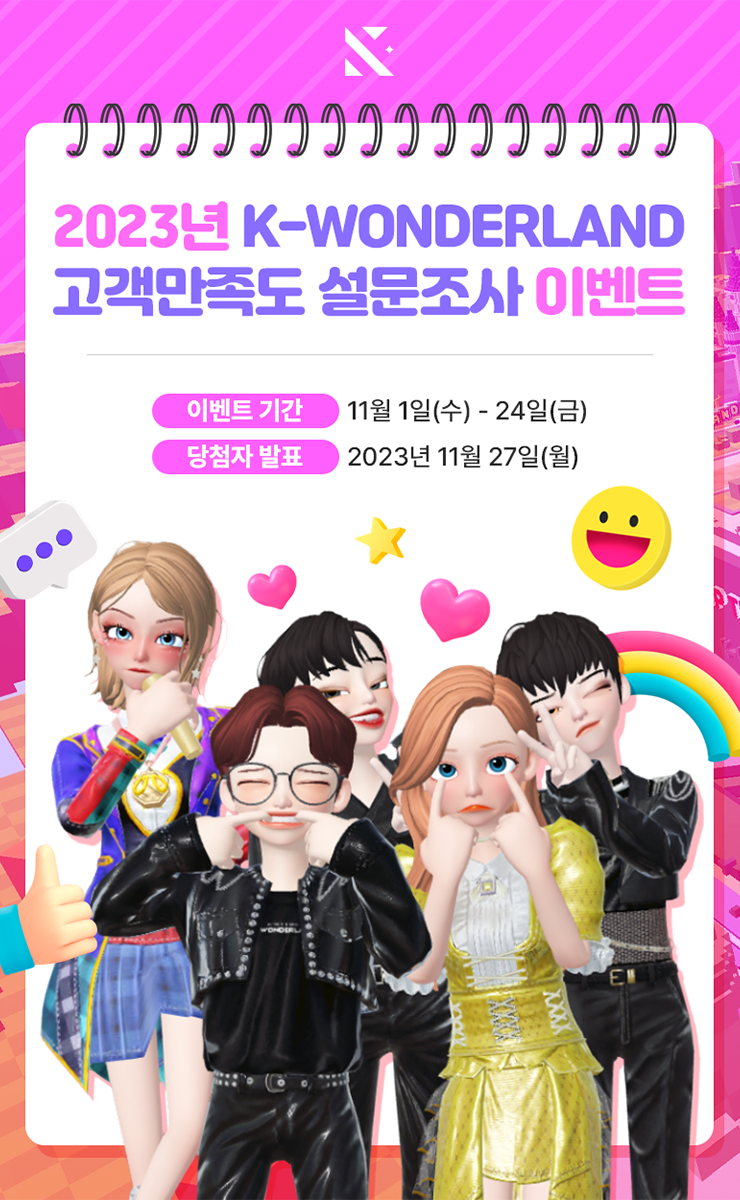 2023년 K-WONDERLAND
고객만족도 설문조사 이벤트
이벤트 기간 11월 1일(수) - 24일(금)
당첨자 발표 2023년 11월 27일(월)
WONDERLAND